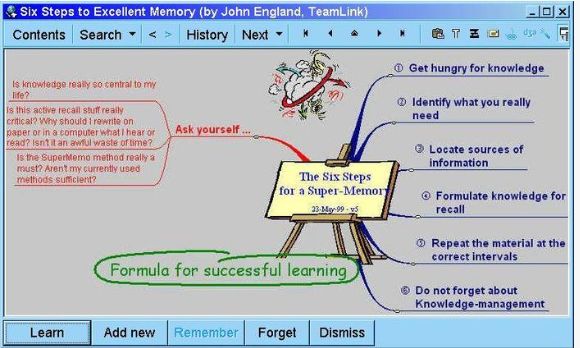 Six Steps to Excellent Memory (by John England, TeamLink)
Contents Search < > History Next
Is knowledge really so central to my
life?
Is this active recall stuff really
critical? Why should I rewrite on
paper or in a computer what I hear or
read? Isn't it an awful waste of time?
Is the SuperMemo method really a
must? Aren't my currently used
methods sufficient?
Ask yourself ...
The Six Steps
for a Super-Memory
23-May-99 - v5
① Get hungry for knowledge
② Identify what you really
need
③ Locate sources of
information
④ Formulate knowledge for
recall
⑤ Repeat the material at the
correct intervals
⑥ Do not forget about
Knowledge-management
Formula for successful learning
Learn Add new Remember Forget Dismiss